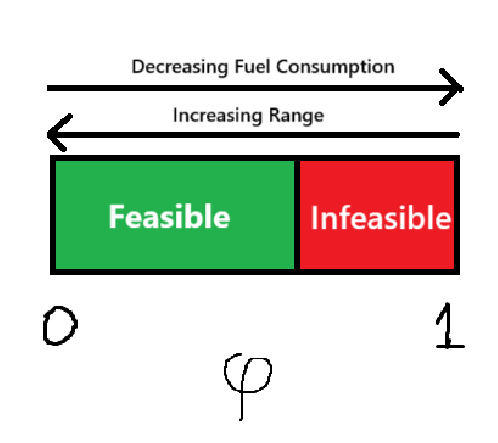 Decreasing Fuel Consumption
Increasing Range
Feasible Infeasible
0 1
φ